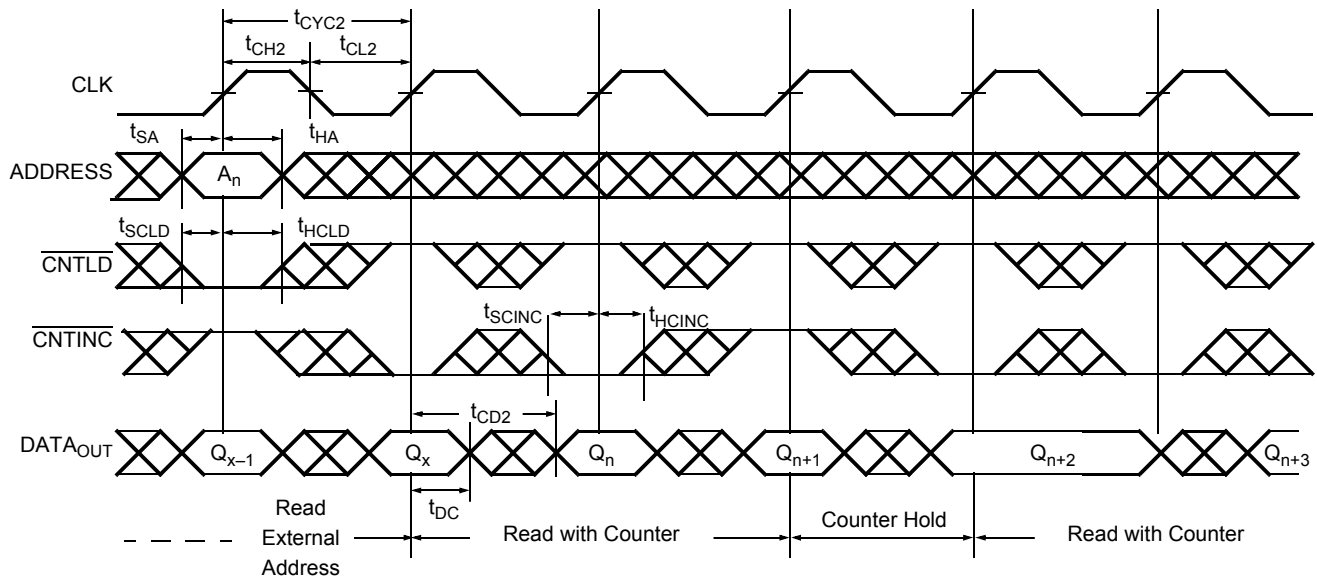 tCYC2
tCH2 tCL2
CLK
tSA tHA
ADDRESS An
tSCLD tHCLD
CNTLD
tSCINC tHCINC
CNTINC
tCD2
DATAOUT Qx–1 Qx Qn Qn+1 Qn+2 Qn+3
tDC
Read
External
Address
Read with Counter
Counter Hold
Read with Counter